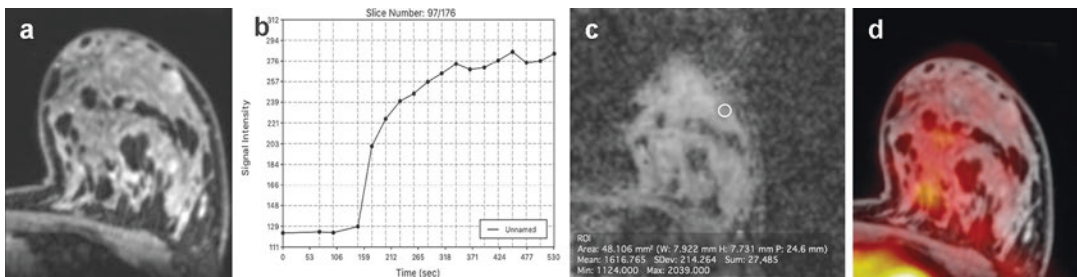 a
b
Slice Number: 97/176
312
294
276
257
239
221
203
184
166
148
129
111
0
53
106
159
212
265
318
371
424
477
530
Signal Intensity
Time (sec)
Unnamed
c
ROI
Area: 48.106 mm² (W: 7.922 mm H: 7.731 mm P: 24.6 mm)
Mean: 1616.765 SDev: 214.264 Sum: 27,485
Min: 1124.000 Max: 2039.000
d